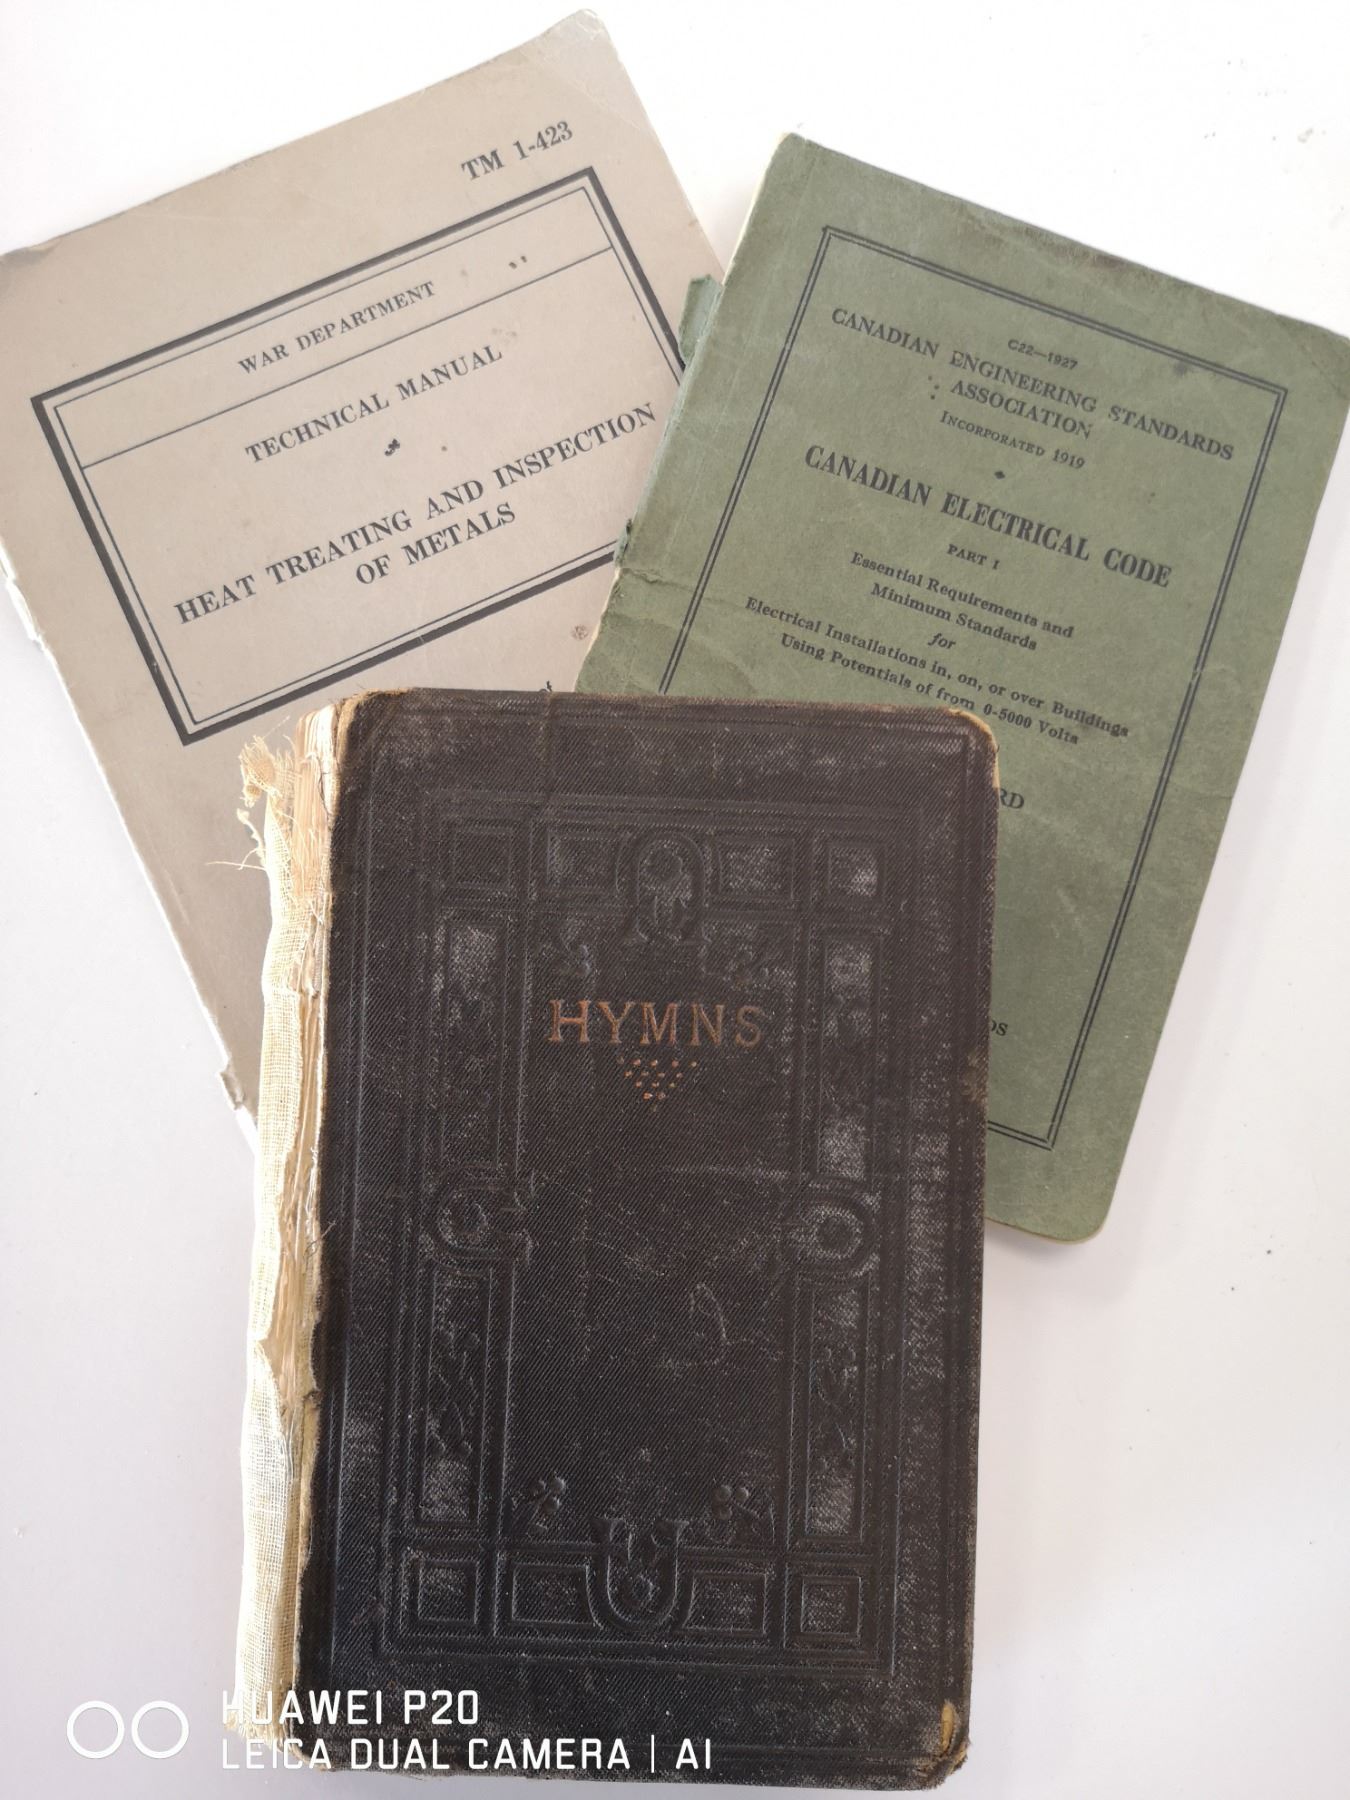 TM 1-423
WAR DEPARTMENT
TECHNICAL MANUAL
HEAT TREATING AND INSPECTION
OF METALS
C22—1927
CANADIAN ENGINEERING STANDARDS
ASSOCIATION
INCORPORATED 1919
CANADIAN ELECTRICAL CODE
PART I
Essential Requirements and
Minimum Standards
for
Electrical Installations in, on, or over Buildings
Using Potentials of from 0-5000 Volts
HYMNS
HUAWEI P20
LEICA DUAL CAMERA | AI